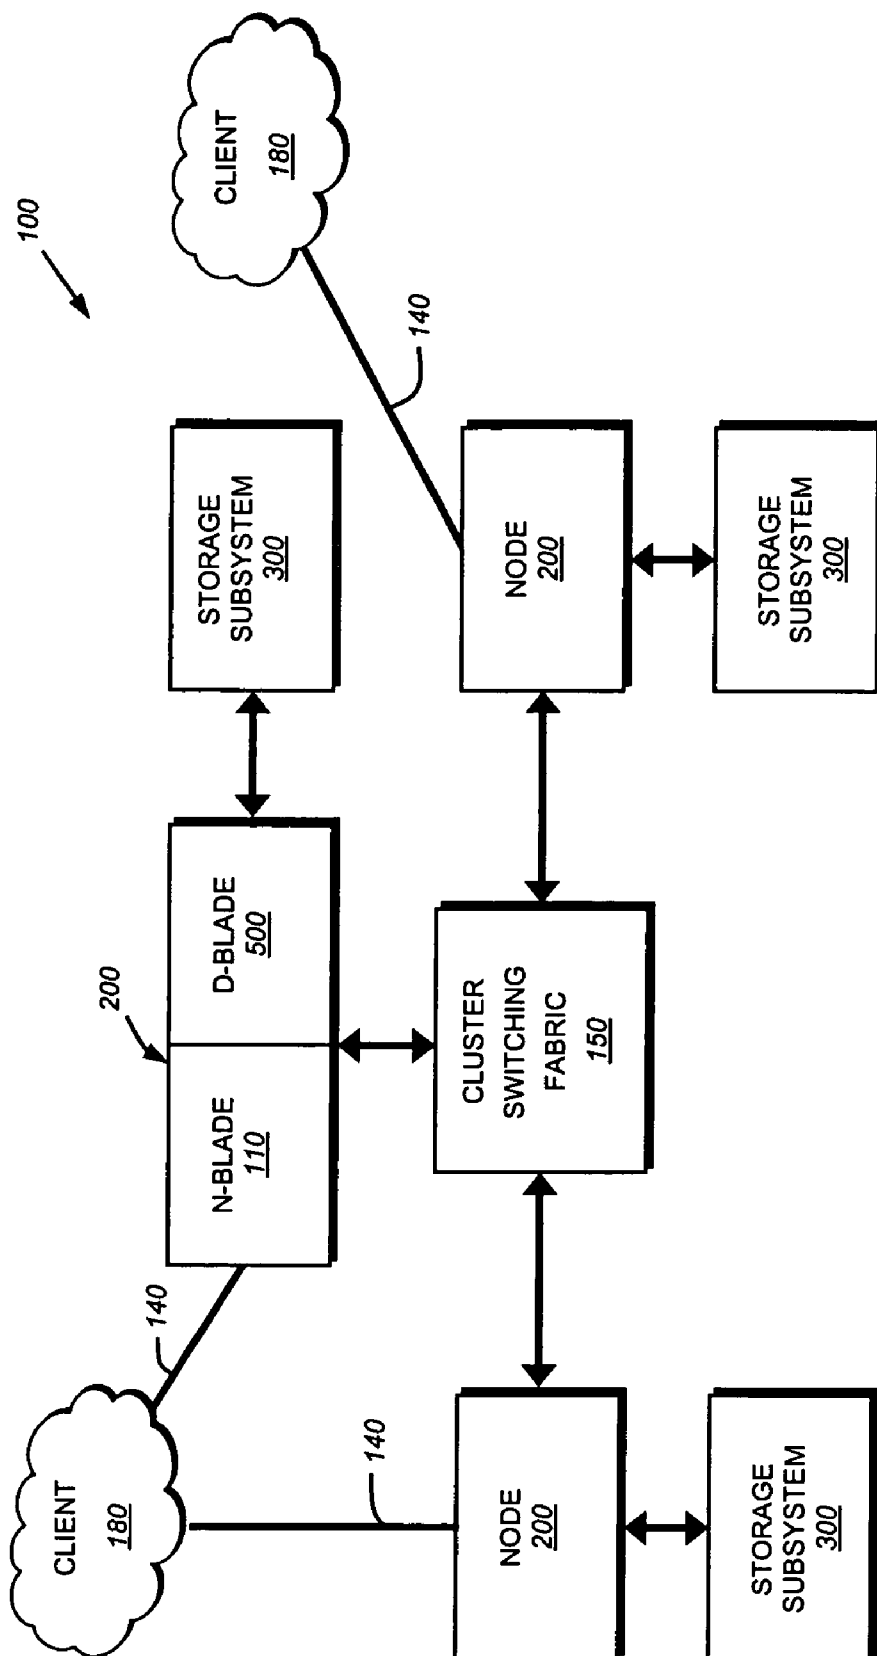 100
CLIENT
180
200
140
N-BLADE
110
D-BLADE
500
STORAGE
SUBSYSTEM
300
CLIENT
180
140
140
NODE
200
CLUSTER
SWITCHING
FABRIC
150
NODE
200
STORAGE
SUBSYSTEM
300
STORAGE
SUBSYSTEM
300